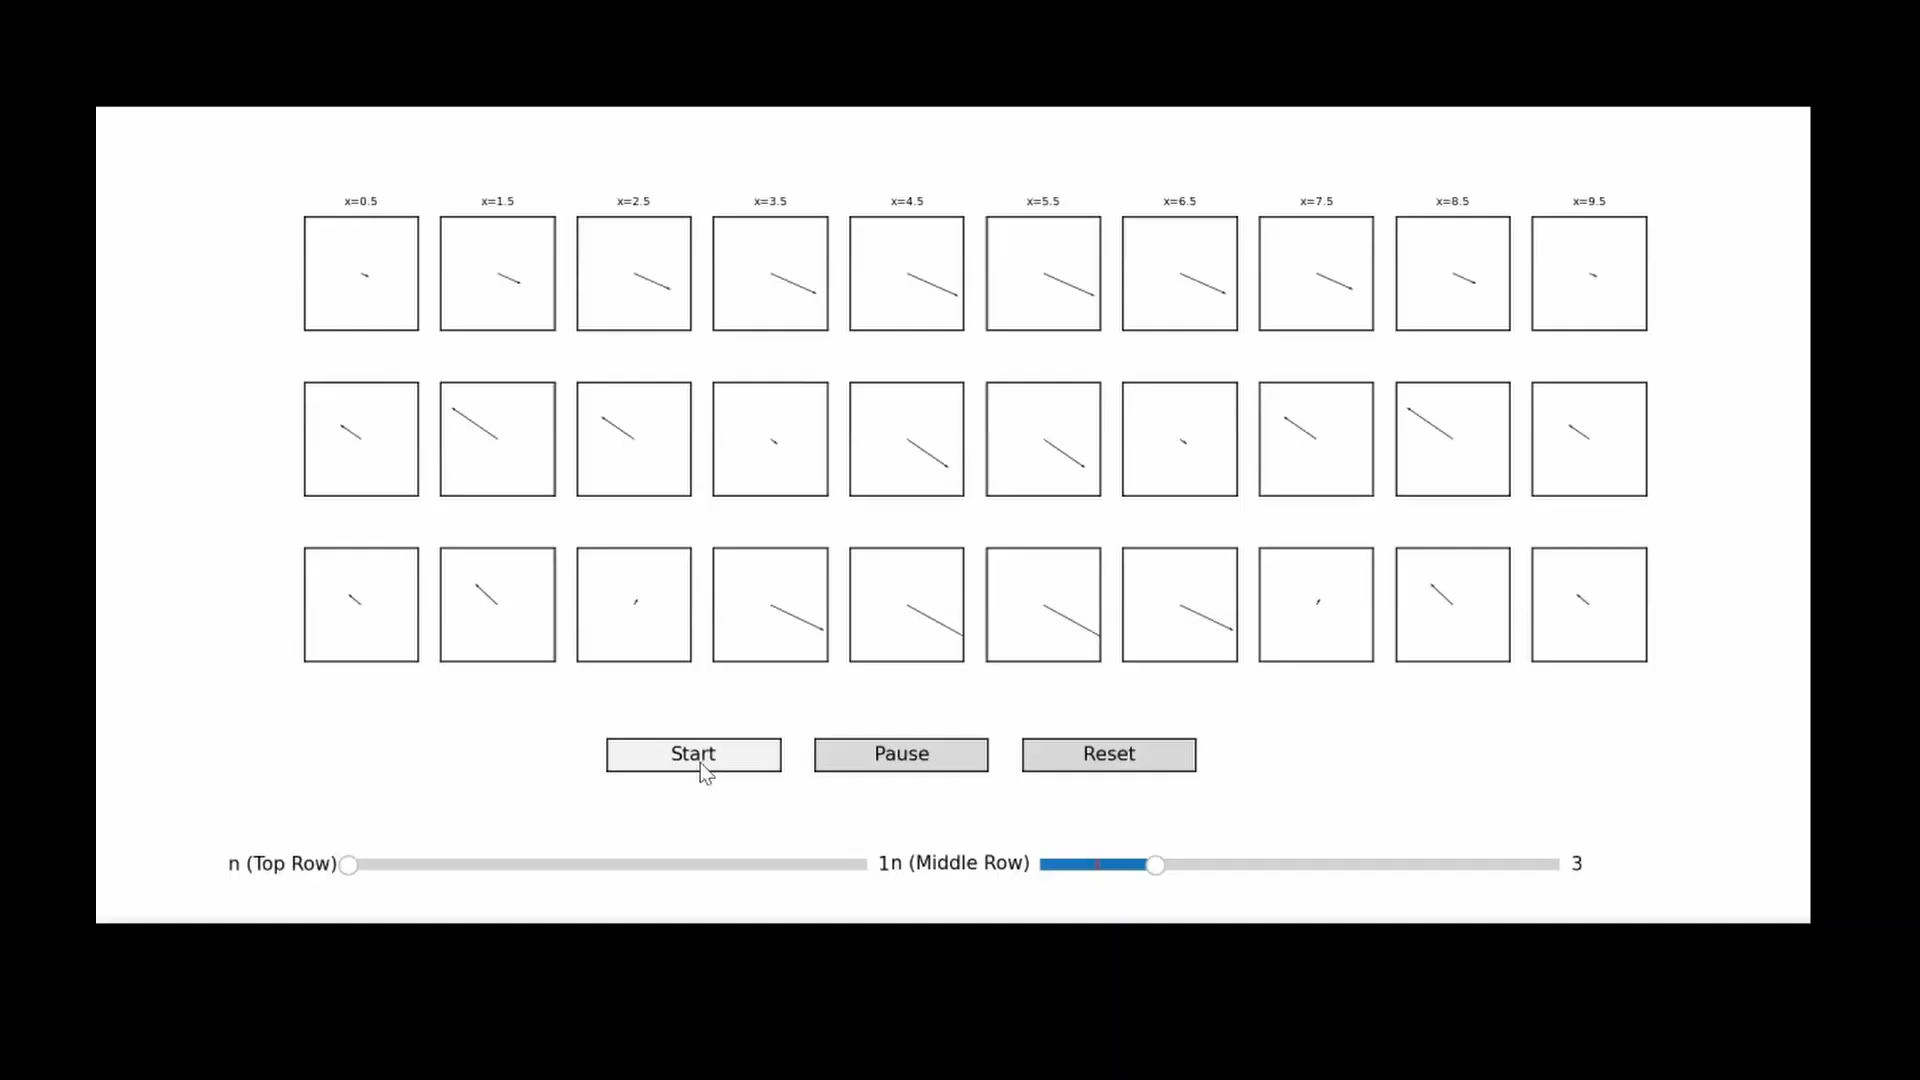 x=0.5 x=1.5 x=2.5 x=3.5 x=4.5 x=5.5 x=6.5 x=7.5 x=8.5 x=9.5
Start Pause Reset
n (Top Row) 1 n (Middle Row) 3